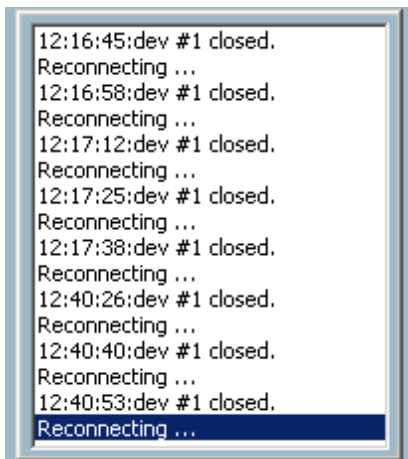 12:16:45:dev #1 closed.
Reconnecting ...
12:16:58:dev #1 closed.
Reconnecting ...
12:17:12:dev #1 closed.
Reconnecting ...
12:17:25:dev #1 closed.
Reconnecting ...
12:17:38:dev #1 closed.
Reconnecting ...
12:40:26:dev #1 closed.
Reconnecting ...
12:40:40:dev #1 closed.
Reconnecting ...
12:40:53:dev #1 closed.
Reconnecting ...